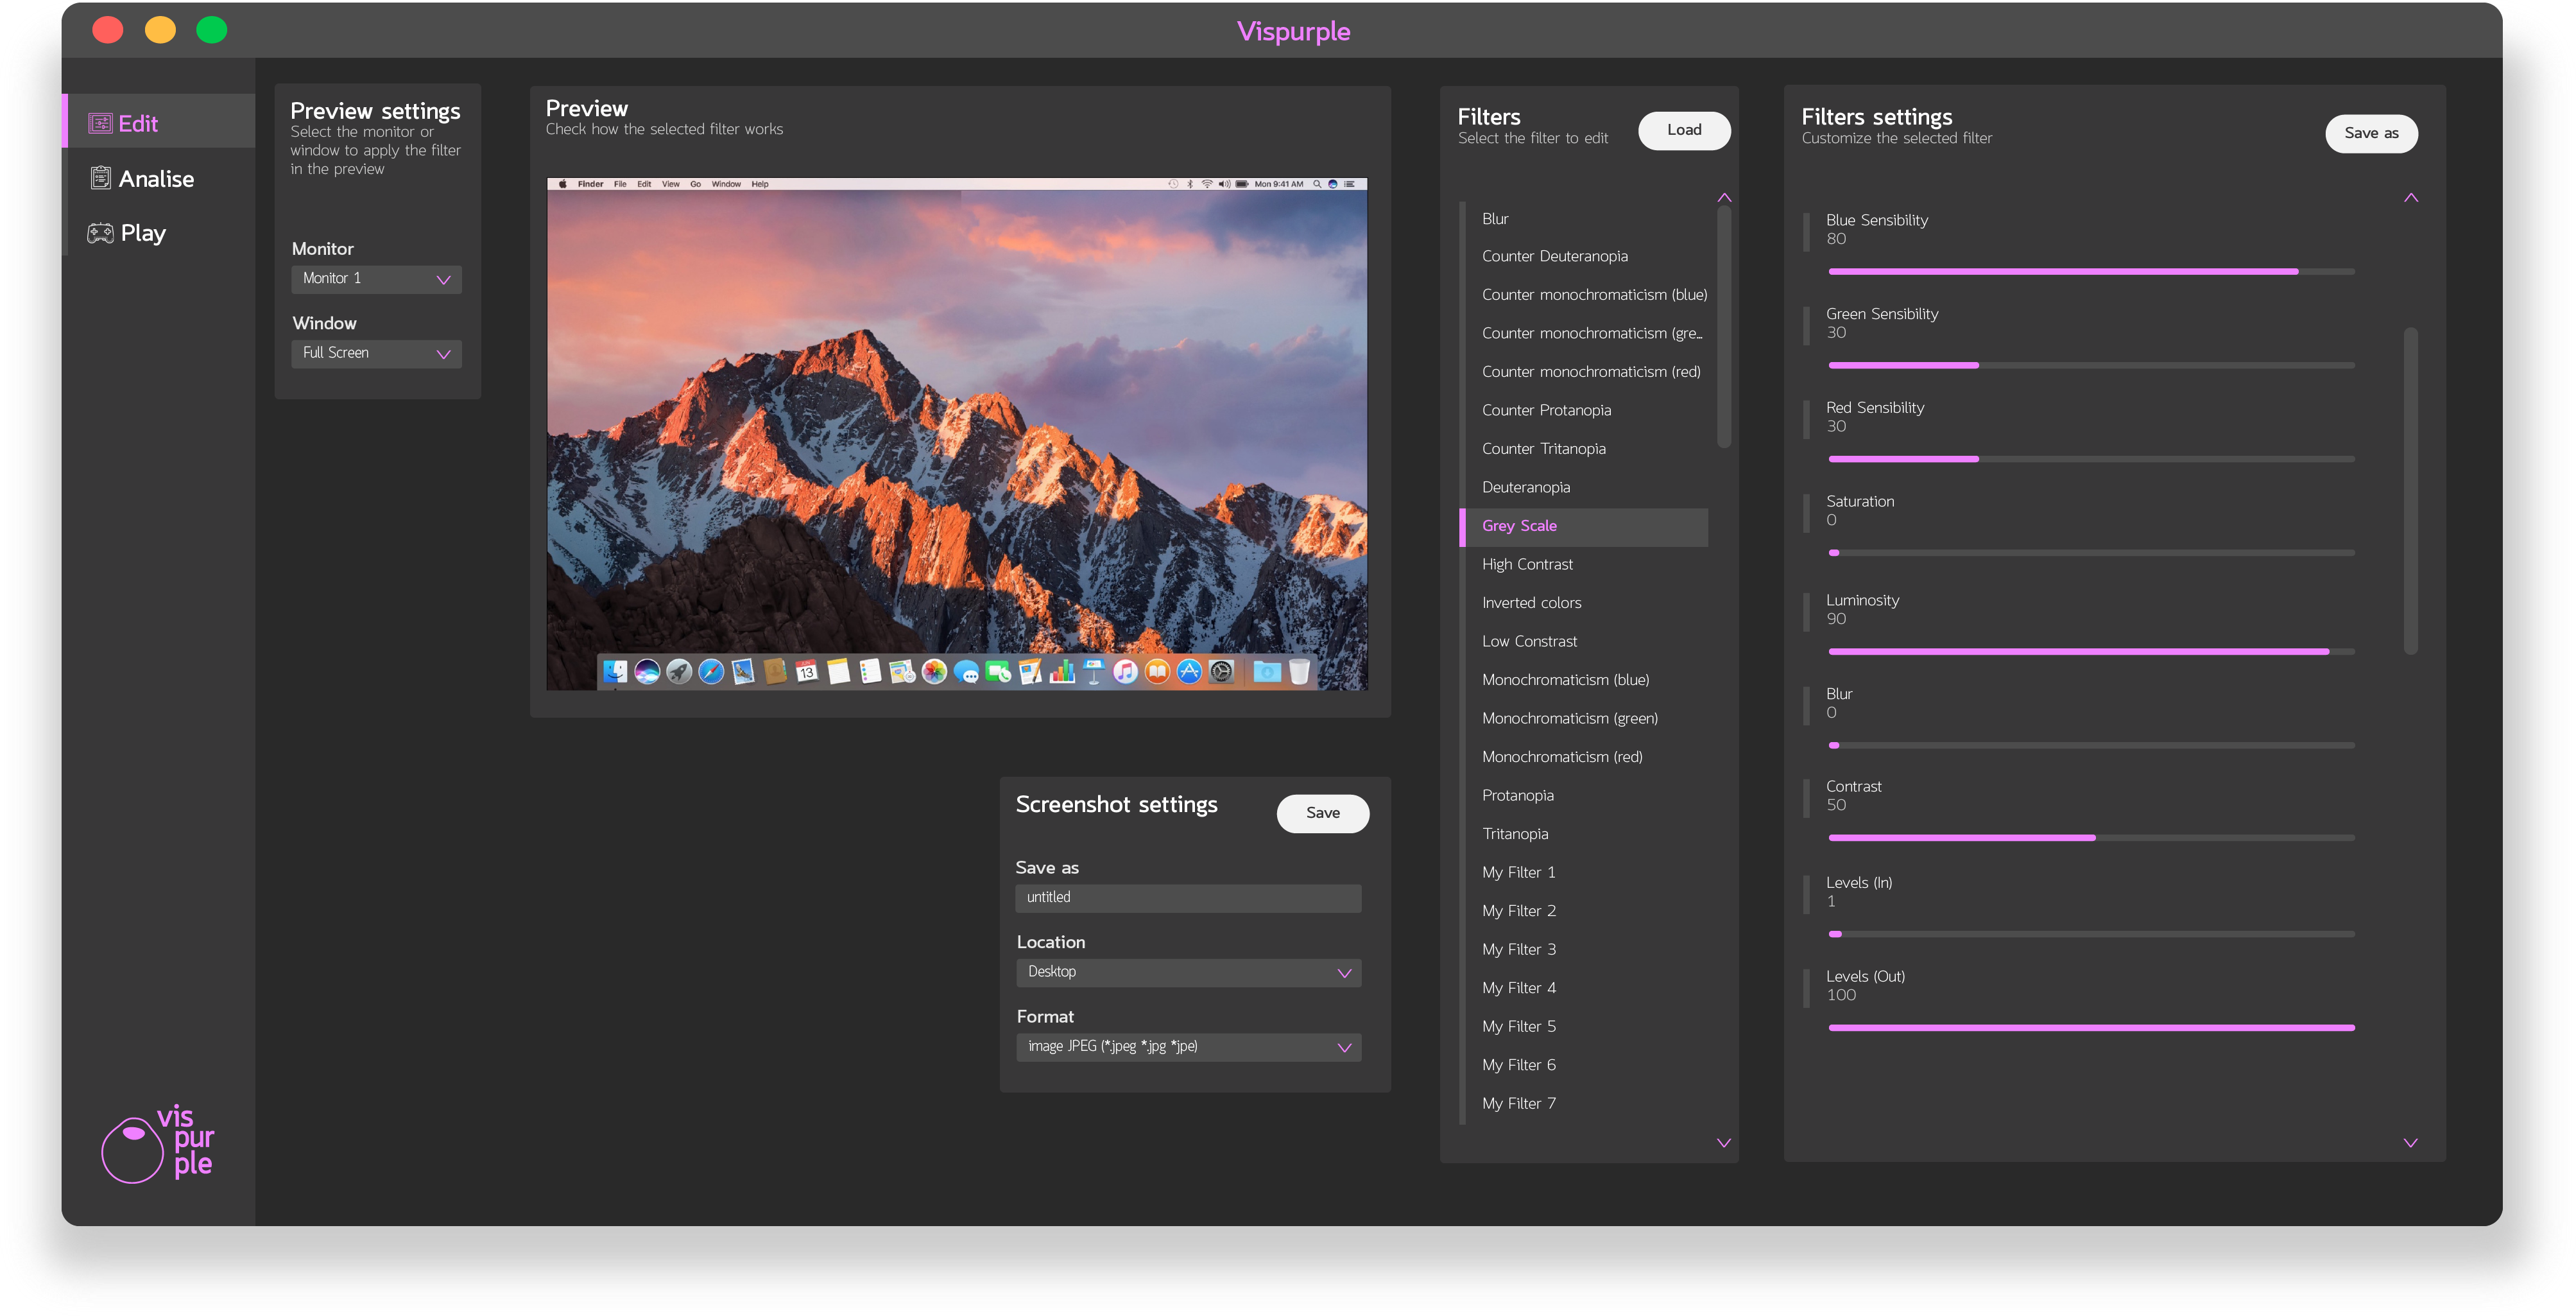 Vispurple
Edit
Analise
Play
vis
pur
ple
Preview settings
Select the monitor or
window to apply the filter
in the preview
Monitor
Monitor 1
Window
Full Screen
Preview
Check how the selected filter works
Finder File Edit View Go Window Help
Mon 9:41 AM
13
Screenshot settings
Save
Save as
untitled
Location
Desktop
Format
image JPEG (*.jpeg *.jpg *jpe)
Filters
Select the filter to edit
Load
Blur
Counter Deuteranopia
Counter monochromaticism (blue)
Counter monochromaticism (gre...
Counter monochromaticism (red)
Counter Protanopia
Counter Tritanopia
Deuteranopia
Grey Scale
High Contrast
Inverted colors
Low Constrast
Monochromaticism (blue)
Monochromaticism (green)
Monochromaticism (red)
Protanopia
Tritanopia
My Filter 1
My Filter 2
My Filter 3
My Filter 4
My Filter 5
My Filter 6
My Filter 7
Filters settings
Customize the selected filter
Save as
Blue Sensibility
80
Green Sensibility
30
Red Sensibility
30
Saturation
0
Luminosity
90
Blur
0
Contrast
50
Levels (In)
1
Levels (Out)
100